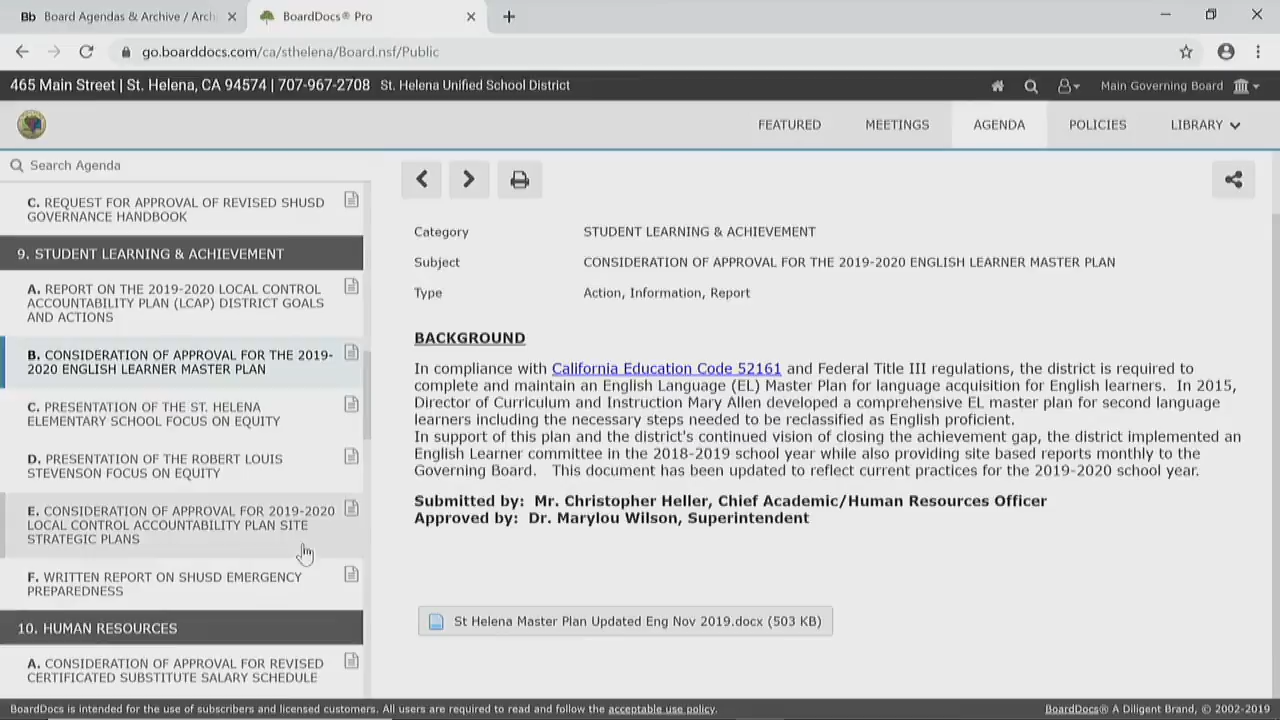 Bb Board Agendas & Archive / Arch
BoardDocs® Pro
go.boarddocs.com/ca/sthelena/Board.nsf/Public
465 Main Street | St. Helena, CA 94574 | 707-967-2708 St. Helena Unified School District
Main Governing Board
FEATURED MEETINGS AGENDA POLICIES LIBRARY
Search Agenda
C. REQUEST FOR APPROVAL OF REVISED SHUSD
GOVERNANCE HANDBOOK
9. STUDENT LEARNING & ACHIEVEMENT
A. REPORT ON THE 2019-2020 LOCAL CONTROL
ACCOUNTABILITY PLAN (LCAP) DISTRICT GOALS
AND ACTIONS
B. CONSIDERATION OF APPROVAL FOR THE 2019-
2020 ENGLISH LEARNER MASTER PLAN
C. PRESENTATION OF THE ST. HELENA
ELEMENTARY SCHOOL FOCUS ON EQUITY
D. PRESENTATION OF THE ROBERT LOUIS
STEVENSON FOCUS ON EQUITY
E. CONSIDERATION OF APPROVAL FOR 2019-2020
LOCAL CONTROL ACCOUNTABILITY PLAN SITE
STRATEGIC PLANS
F. WRITTEN REPORT ON SHUSD EMERGENCY
PREPAREDNESS
10. HUMAN RESOURCES
A. CONSIDERATION OF APPROVAL FOR REVISED
CERTIFICATED SUBSTITUTE SALARY SCHEDULE
Category STUDENT LEARNING & ACHIEVEMENT
Subject CONSIDERATION OF APPROVAL FOR THE 2019-2020 ENGLISH LEARNER MASTER PLAN
Type Action, Information, Report
BACKGROUND
In compliance with California Education Code 52161 and Federal Title III regulations, the district is required to
complete and maintain an English Language (EL) Master Plan for language acquisition for English learners. In 2015,
Director of Curriculum and Instruction Mary Allen developed a comprehensive EL master plan for second language
learners including the necessary steps needed to be reclassified as English proficient.
In support of this plan and the district's continued vision of closing the achievement gap, the district implemented an
English Learner committee in the 2018-2019 school year while also providing site based reports monthly to the
Governing Board. This document has been updated to reflect current practices for the 2019-2020 school year.
Submitted by: Mr. Christopher Heller, Chief Academic/Human Resources Officer
Approved by: Dr. Marylou Wilson, Superintendent
St Helena Master Plan Updated Eng Nov 2019.docx (503 KB)
BoardDocs is intended for the use of subscribers and licensed customers. All users are required to read and follow the acceptable use policy.
BoardDocs® A Diligent Brand, © 2002-2019